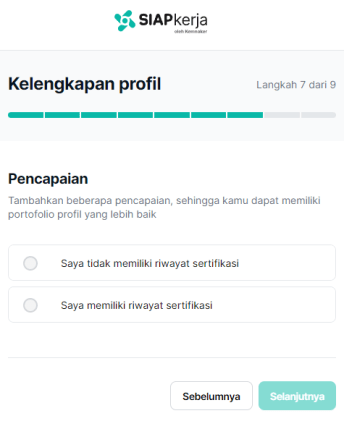 SIAPkerja
oleh Kemnaker
Kelengkapan profil
Langkah 7 dari 9
Pencapaian
Tambahkan beberapa pencapaian, sehingga kamu dapat memiliki
portofolio profil yang lebih baik
Saya tidak memiliki riwayat sertifikasi
Saya memiliki riwayat sertifikasi
Sebelumnya
Selanjutnya